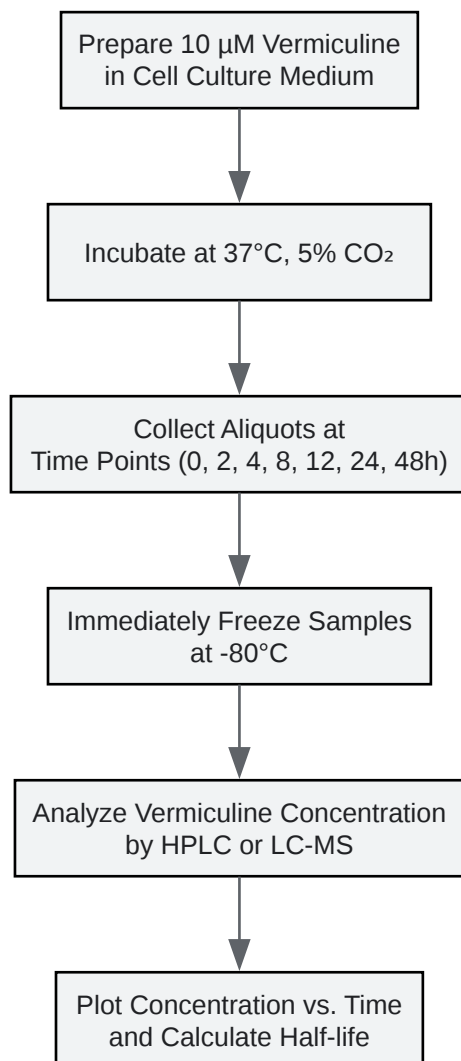 Prepare 10 µM Vermiculine
in Cell Culture Medium
Incubate at 37°C, 5% CO₂
Collect Aliquots at
Time Points (0, 2, 4, 8, 12, 24, 48h)
Immediately Freeze Samples
at -80°C
Analyze Vermiculine Concentration
by HPLC or LC-MS
Plot Concentration vs. Time
and Calculate Half-life